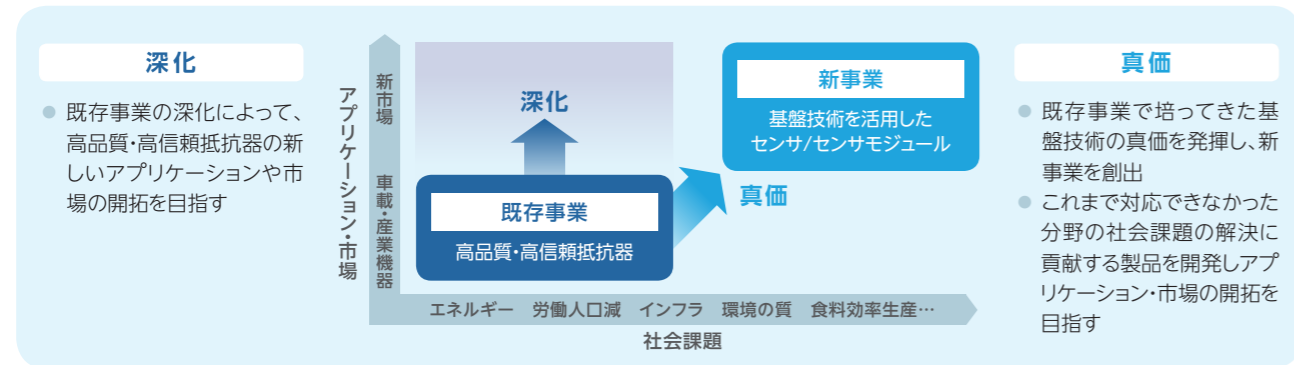 深化
● 既存事業の深化によって、
高品質・高信頼抵抗器の新
しいアプリケーションや市
場の開拓を目指す
アプリケーション・市場
新市場
車載・産業機器
深化
既存事業
高品質・高信頼抵抗器
真価
新事業
基盤技術を活用した
センサ/センサモジュール
エネルギー 労働人口減 インフラ 環境の質 食料効率生産…
社会課題
真価
● 既存事業で培ってきた基
盤技術の真価を発揮し、新
事業を創出
● これまで対応できなかった
分野の社会課題の解決に
貢献する製品を開発しアプ
リケーション・市場の開拓を
目指す